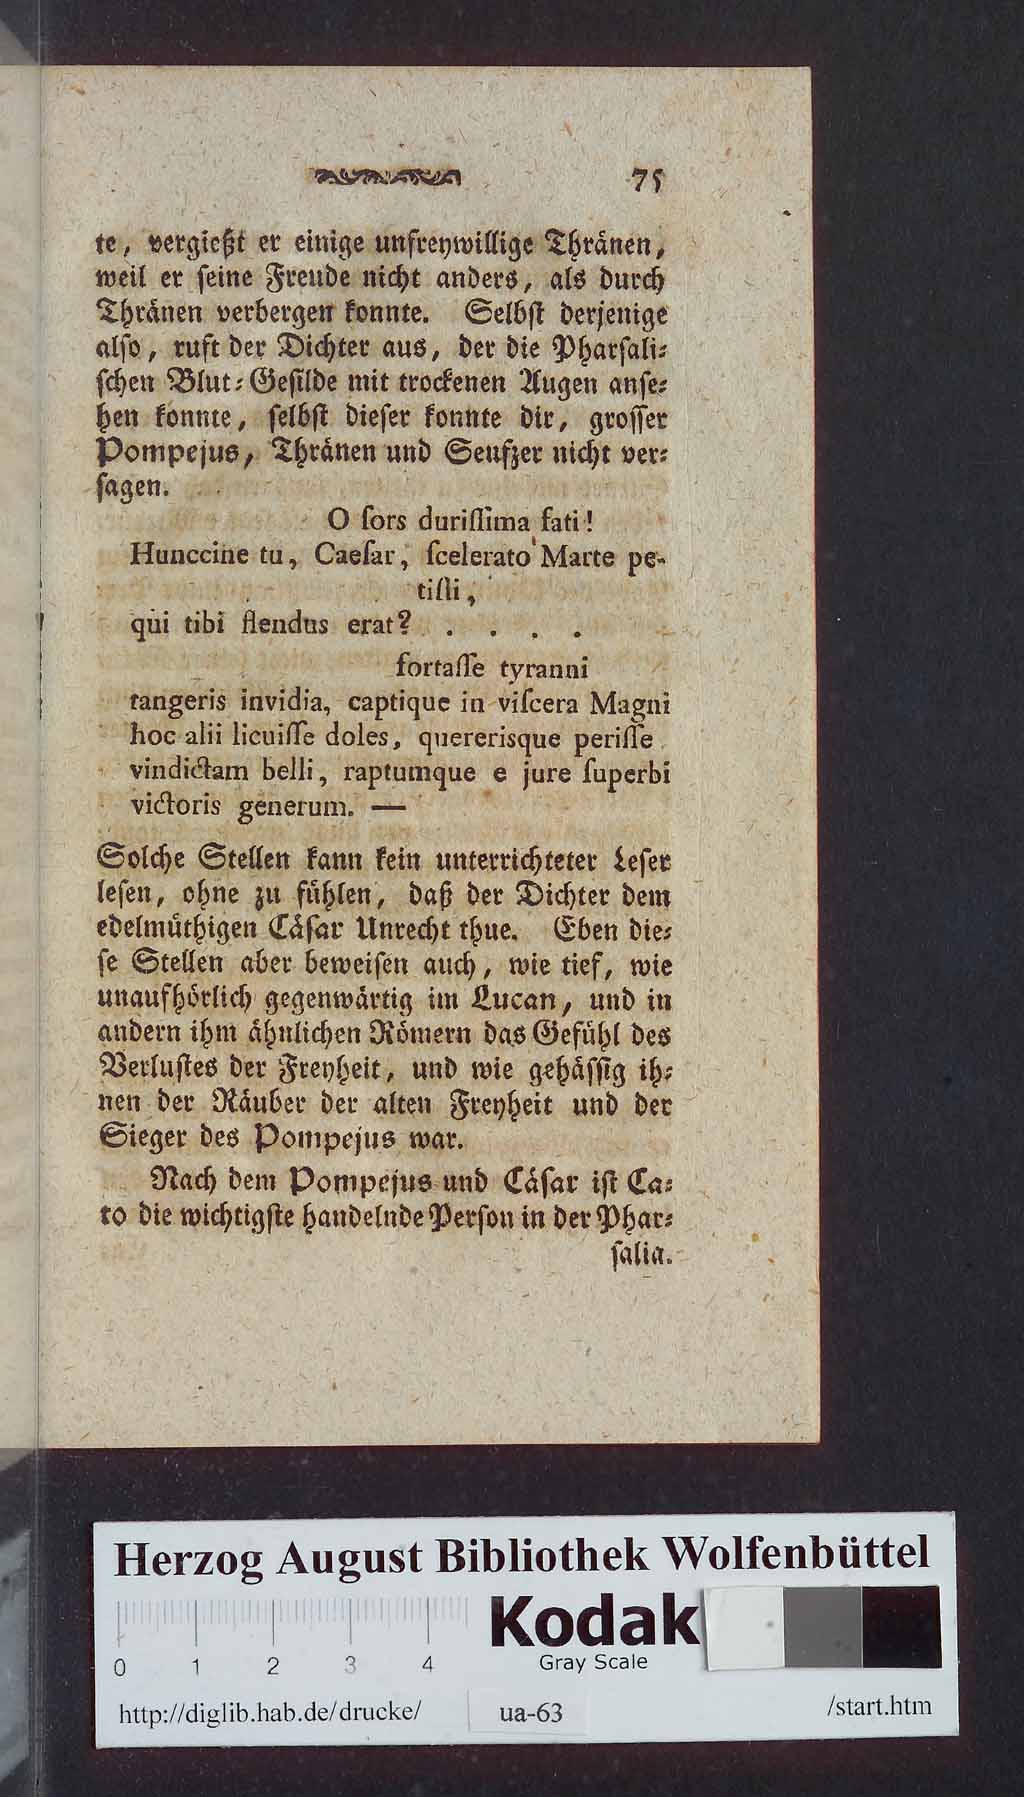 75
te, vergießt er einige unfreywillige Thränen,
weil er ſeine Freude nicht anders, als durch
Thränen verbergen konnte. Selbſt derjenige
alſo, ruft der Dichter aus, der die Pharſali⸗
ſchen Blut⸗Gefilde mit trockenen Augen anſe⸗
hen konnte, ſelbſt dieſer konnte dir, groſſer
Pompejus, Thränen und Seufzer nicht ver⸗
ſagen.
O ſors duriſſima fati!
Hunccine tu, Caeſar, ſcelerato Marte pe-
tiſti,
qui tibi flendus erat? . . . .
fortaſſe tyranni
tangeris invidia, captique in viſcera Magni
hoc alii licuiſſe doles, quererisque periſſe
vindictam belli, raptumque e jure ſuperbi
victoris generum. —
Solche Stellen kann kein unterrichteter Leſer
leſen, ohne zu fühlen, daß der Dichter dem
edelmüthigen Cäſar Unrecht thue. Eben die⸗
ſe Stellen aber beweiſen auch, wie tief, wie
unaufhörlich gegenwärtig im Lucan, und in
andern ihm ähnlichen Römern das Gefühl des
Verluſtes der Freyheit, und wie gehäſſig ih⸗
nen der Räuber der alten Freyheit und der
Sieger des Pompejus war.
Nach dem Pompejus und Cäſar iſt Ca⸗
to die wichtigſte handelnde Perſon in der Phar⸗
ſalia.
Herzog August Bibliothek Wolfenbüttel
Kodak
Gray Scale
0 1 2 3 4
http://diglib.hab.de/drucke/ ua-63 /start.htm